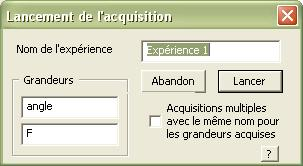 Lancement de l'acquisition
Nom de l'expérience
Expérience 1
Grandeurs
Abandon
Lancer
angle
F
Acquisitions multiples
avec le même nom pour
les grandeurs acquises
?